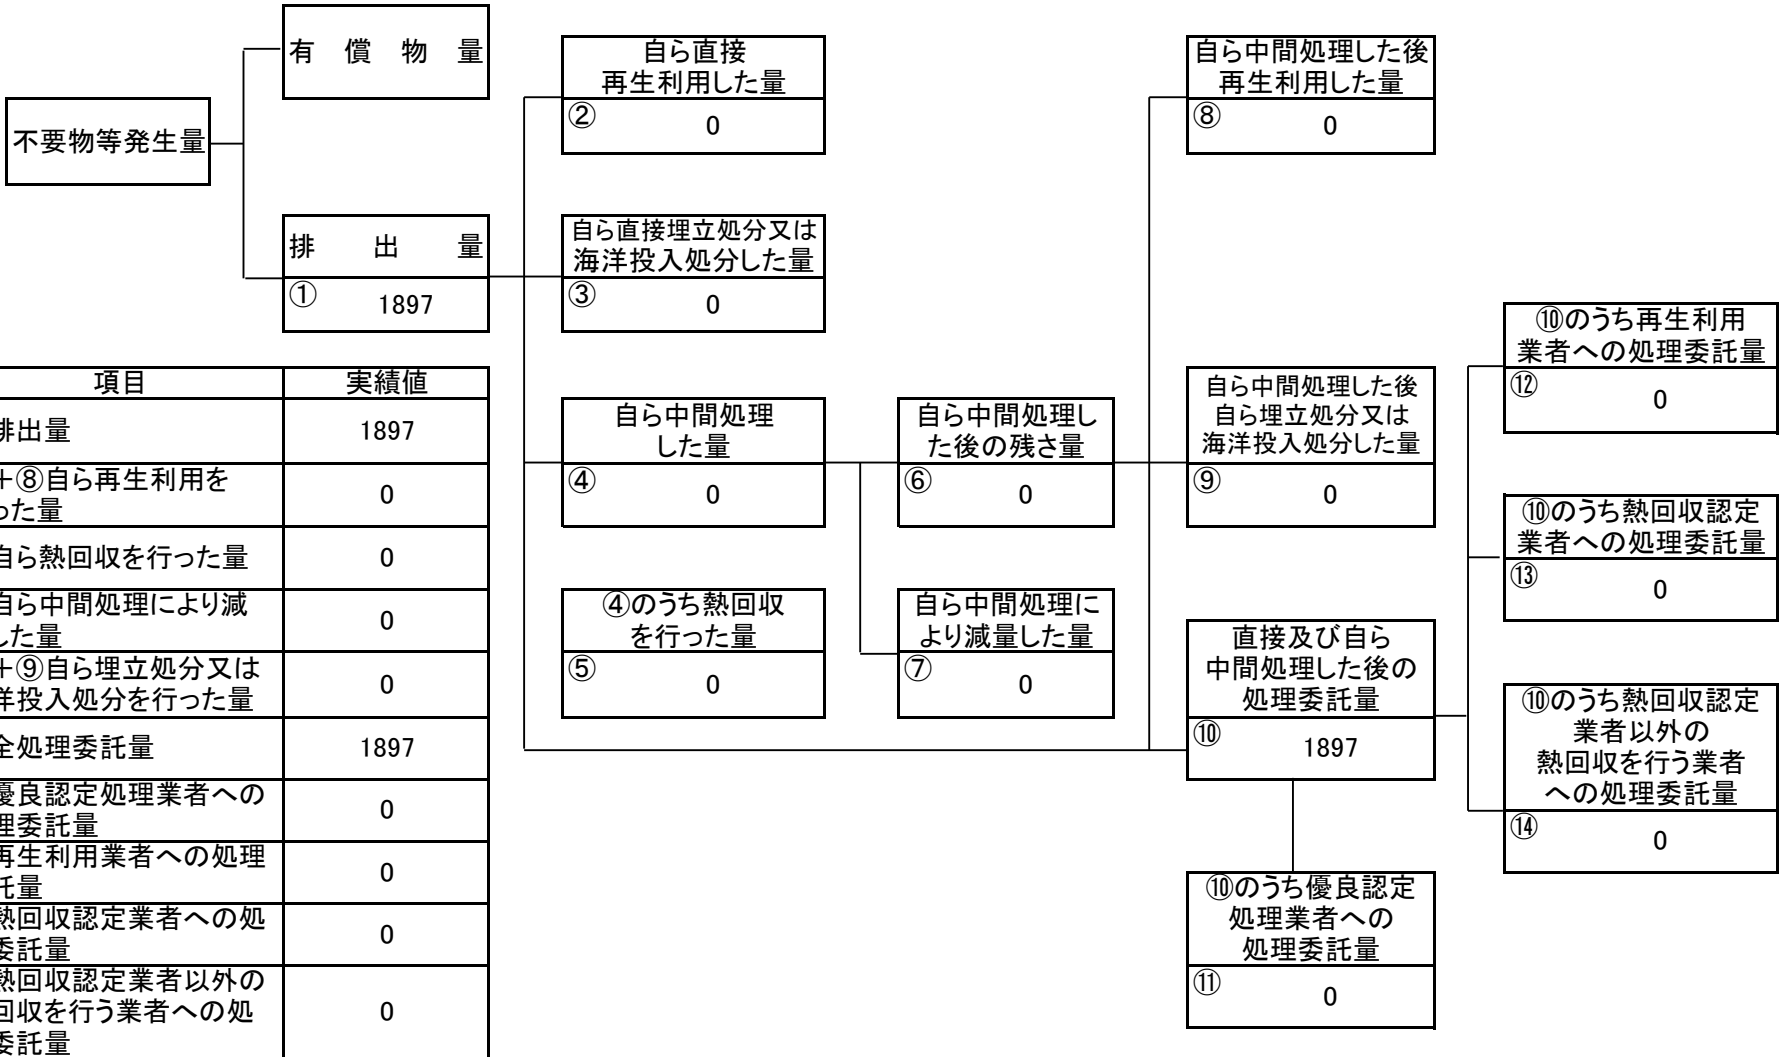 有償物量
不要物等発生量
排出量
①
1897
自ら直接
再生利用した量
②
0
自ら直接埋立処分又は
海洋投入処分した量
③
0
自ら中間処理
した量
④
0
④のうち熱回収
を行った量
⑤
0
自ら中間処理し
た後の残さ量
⑥
0
自ら中間処理に
より減量した量
⑦
0
自ら中間処理した後
再生利用した量
⑧
0
自ら中間処理した後
自ら埋立処分又は
海洋投入処分した量
⑨
0
直接及び自ら
中間処理した後の
処理委託量
⑩
1897
⑩のうち優良認定
処理業者への
処理委託量
⑪
0
⑩のうち再生利用
業者への処理委託量
⑫
0
⑩のうち熱回収認定
業者への処理委託量
⑬
0
⑩のうち熱回収認定
業者以外の
熱回収を行う業者
への処理委託量
⑭
0
項目
実績値
排出量
1897
+⑧自ら再生利用を
った量
0
自ら熱回収を行った量
0
自ら中間処理により減
した量
0
+⑨自ら埋立処分又は
洋投入処分を行った量
0
全処理委託量
1897
優良認定処理業者への
理委託量
0
再生利用業者への処理
託量
0
熱回収認定業者への処
委託量
0
熱回収認定業者以外の
回収を行う業者への処
委託量
0